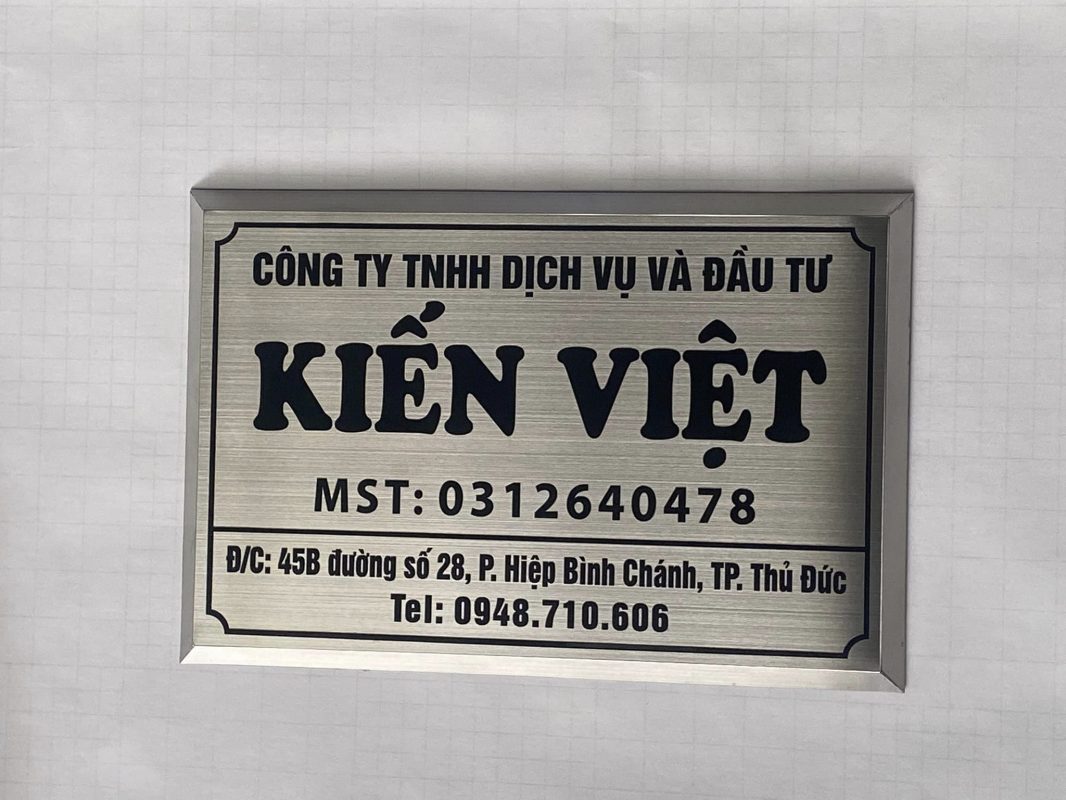 CÔNG TY TNHH DỊCH VỤ VÀ ĐẦU TƯ
KIẾN VIỆT
MST: 0312640478
Đ/C: 45B đường số 28, P. Hiệp Bình Chánh, TP. Thủ Đức
Tel: 0948.710.606